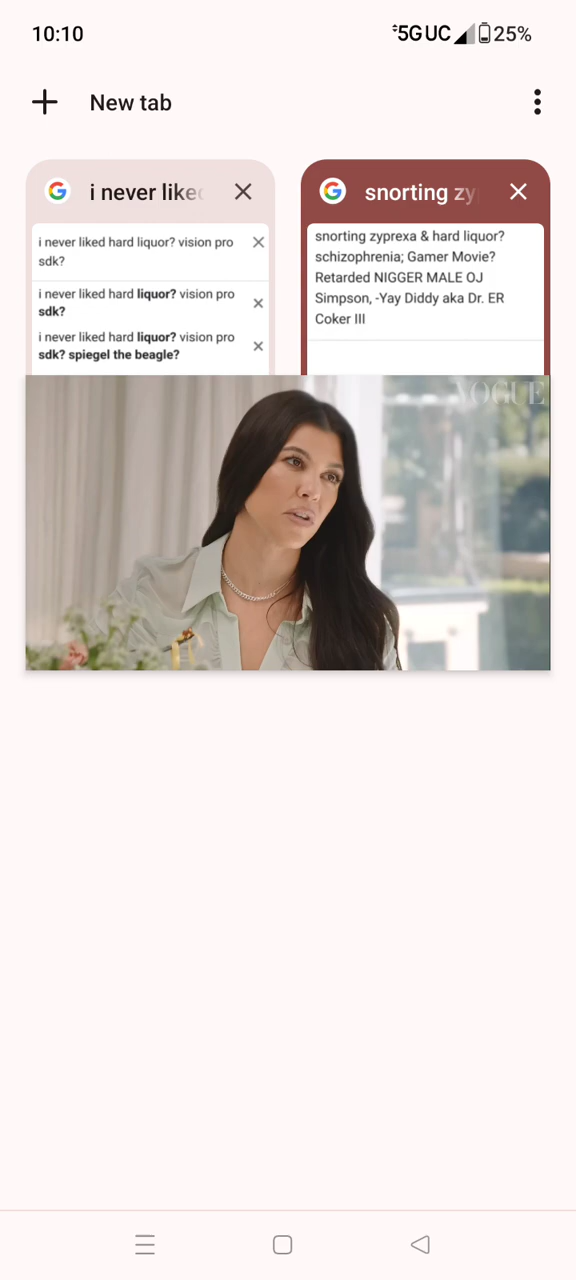 10:10
5G UC 25%
New tab
i never like
snorting zy
i never liked hard liquor? vision pro
sdk?
i never liked hard liquor? vision pro
sdk?
i never liked hard liquor? vision pro
sdk? spiegel the beagle?
snorting zyprexa & hard liquor?
schizophrenia; Gamer Movie?
Retarded NIGGER MALE OJ
Simpson, -Yay Diddy aka Dr. ER
Coker III
VOGUE